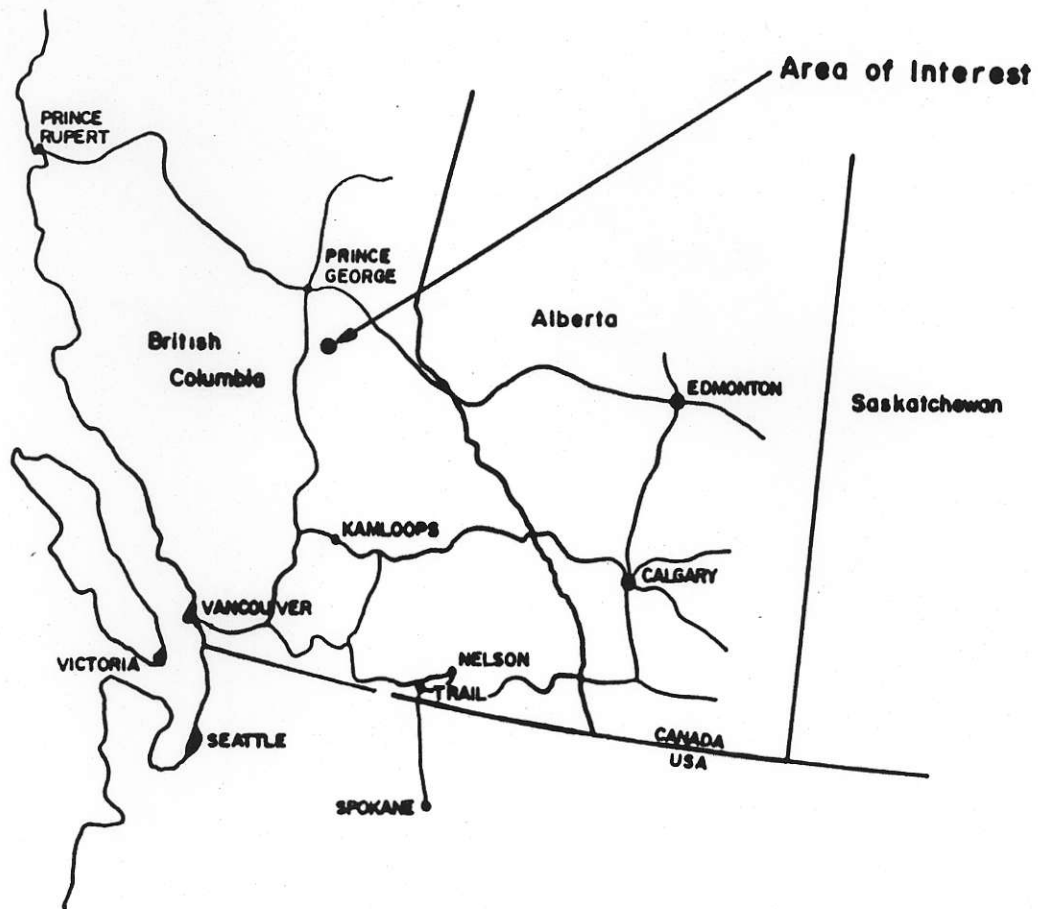 Area of Interest
PRINCE
RUPERT
PRINCE
GEORGE
British
Columbia
Alberta
EDMONTON
Saskatchewan
KAMLOOPS
CALGARY
VANCOUVER
VICTORIA
NELSON
TRAIL
SEATTLE
CANADA
USA
SPOKANE